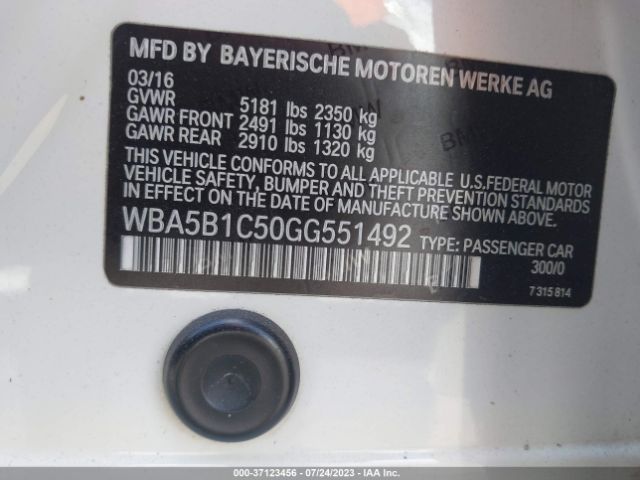 MFD BY BAYERISCHE MOTOREN WERKE AG
03/16
GVWR 5181 lbs 2350 kg
GAWR FRONT 2491 lbs 1130 kg
GAWR REAR 2910 lbs 1320 kg
THIS VEHICLE CONFORMS TO ALL APPLICABLE U.S.FEDERAL MOTOR
VEHICLE SAFETY, BUMPER AND THEFT PREVENTION STANDARDS
IN EFFECT ON THE DATE OF MANUFACTURE SHOWN ABOVE.
WBA5B1C50GG551492 TYPE: PASSENGER CAR
300/0
7315814
000-37123456 - 07/24/2023 - IAA Inc.